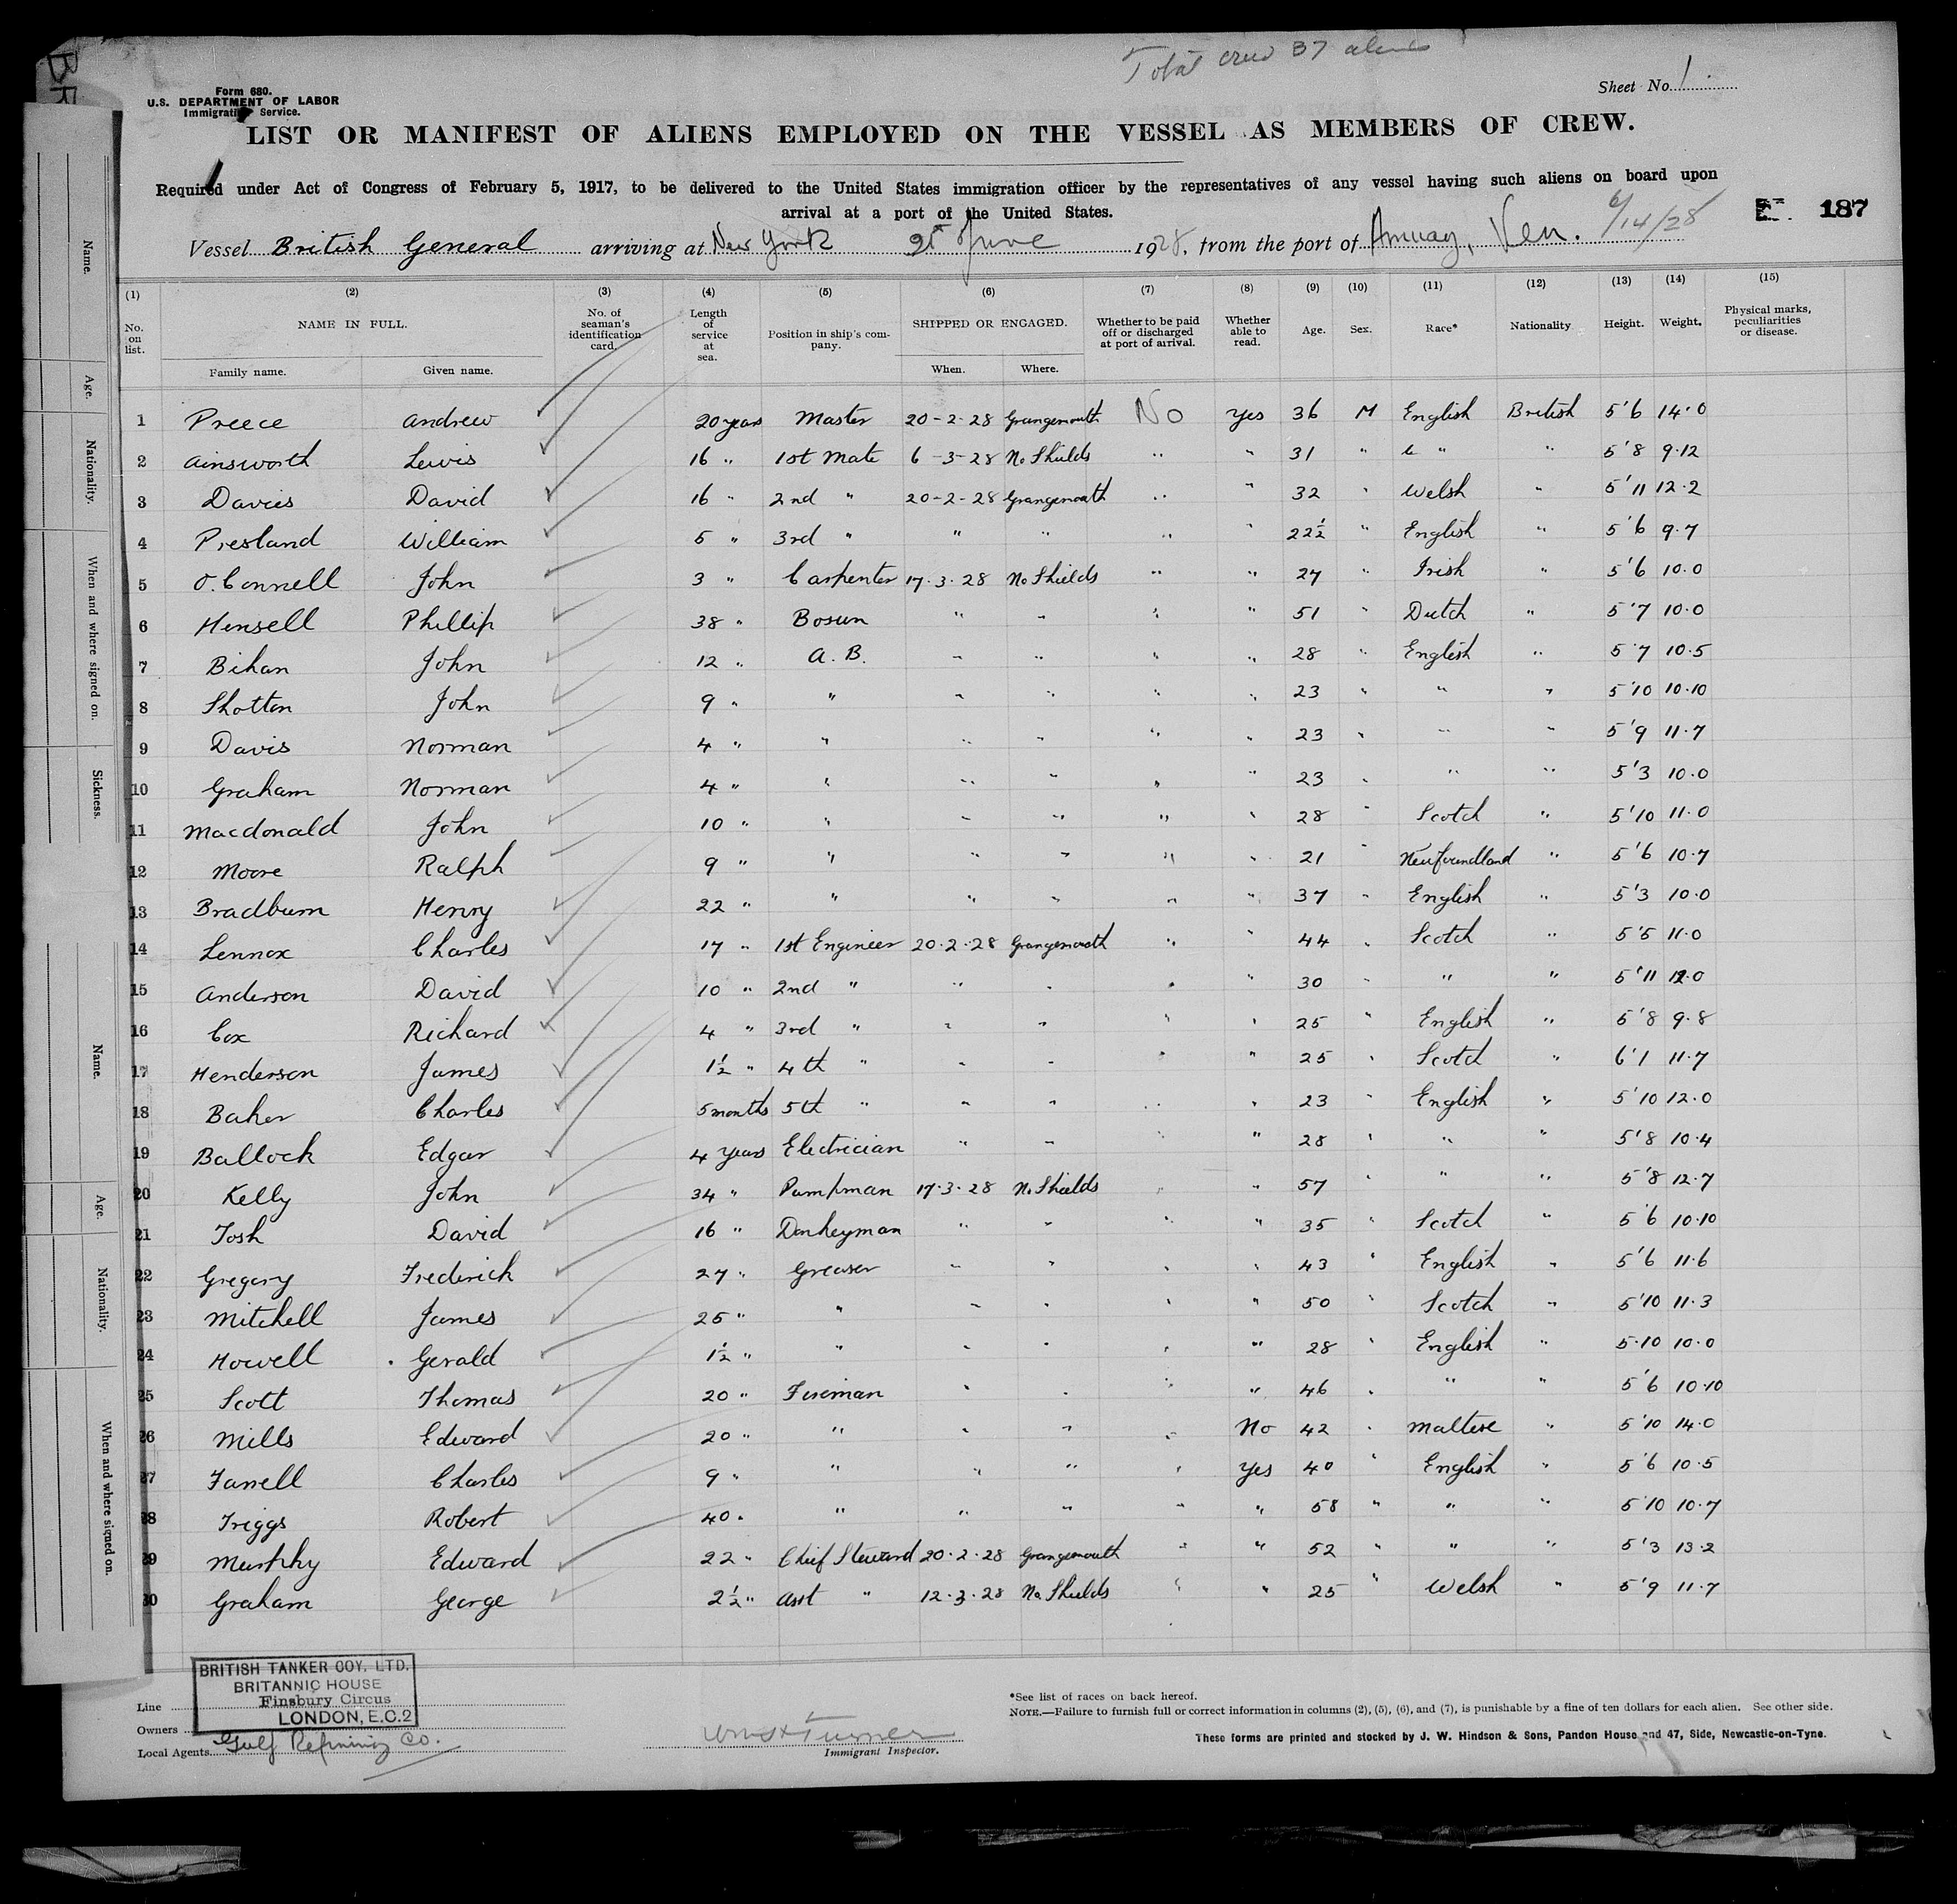 Total crew 37 aliens
Sheet No. 1
Form 680.
U.S. DEPARTMENT OF LABOR
Immigration Service.
LIST OR MANIFEST OF ALIENS EMPLOYED ON THE VESSEL AS MEMBERS OF CREW.
Required under Act of Congress of February 5, 1917, to be delivered to the United States immigration officer by the representatives of any vessel having such aliens on board upon
arrival at a port of the United States.
187
Vessel British General arriving at New York June 1928, from the port of Amuay, Ven. 6/14/28
(1) (2) (3) (4) (5) (6) (7) (8) (9) (10) (11) (12) (13) (14) (15)
No. on list. NAME IN FULL. Family name. Given name. No. of seaman's identification card. Length of service at sea. Position in ship's company. SHIPPED OR ENGAGED. When. Where. Whether to be paid off or discharged at port of arrival. Whether able to read. Age. Sex. Race* Nationality Height. Weight. Physical marks, peculiarities or disease.
1 Preece Andrew 20 years Master 20-2-28 Grangemouth No Yes 36 M English British 5'6 14.0
2 Ainsworth Lewis 16 " 1st Mate 6-3-28 No Shields " " 31 " " " 5'8 9.12
3 Davies David 16 " 2nd " 20-2-28 Grangemouth " " 32 " Welsh " 5'11 12.2
4 Presland William 5 " 3rd " " " " " 22½ " English " 5'6 9.7
5 O.Connell John 3 " Carpenter 17.3.28 No Shields " " 27 " Irish " 5'6 10.0
6 Hensell Phillip 38 " Bosun " " " " 51 " Dutch " 5'7 10.0
7 Bihan John 12 " A.B. " " " " 28 " English " 5'7 10.5
8 Shotton John 9 " " " " " " 23 " " " 5'10 10.10
9 Davis Norman 4 " " " " " " 23 " " " 5'9 11.7
10 Graham Norman 4 " " " " " " 23 " " " 5'3 10.0
11 Macdonald John 10 " " " " " " 28 " Scotch " 5'10 11.0
12 Moore Ralph 9 " " " " " " 21 " Newfoundland " 5'6 10.7
13 Bradburn Henry 22 " " " " " " 37 " English " 5'3 10.0
14 Lennox Charles 17 " 1st Engineer 20.2.28 Grangemouth " " 44 " Scotch " 5'5 11.0
15 Anderson David 10 " 2nd " " " " " 30 " " " 5'11 12.0
16 Cox Richard 4 " 3rd " " " " " 25 " English " 5'8 9.8
17 Henderson James 1½ " 4th " " " " " 25 " Scotch " 6'1 11.7
18 Baker Charles 5 months 5th " " " " " 23 " English " 5'10 12.0
19 Ballock Edgar 4 years Electrician " " " " 28 " " " 5'8 10.4
20 Kelly John 34 " Pumpman 17.3.28 No Shields " " 57 " " " 5'8 12.7
21 Tosh David 16 " Donkeyman " " " " 35 " Scotch " 5'6 10.10
22 Gregory Frederick 27 " Greaser " " " " 43 " English " 5'6 11.6
23 Mitchell James 25 " " " " " " 50 " Scotch " 5'10 11.3
24 Howell Gerald 1½ " " " " " " 28 " English " 5.10 10.0
25 Scott Thomas 20 " Fireman " " " " 46 " " " 5'6 10.10
26 Mills Edward 20 " " " " " No 42 " Maltese " 5'10 14.0
27 Farrell Charles 9 " " " " " Yes 40 " English " 5'6 10.5
28 Triggs Robert 40 " " " " " " 58 " " " 5'10 10.7
29 Murphy Edward 22 " Chief Steward 20.2.28 Grangemouth " " 52 " " " 5'3 13.2
30 Graham George 2½ " Asst " 12.3.28 No. Shields " " 25 " Welsh " 5'9 11.7
BRITISH TANKER COY. LTD.
BRITANNIC HOUSE
Finsbury Circus
LONDON, E.C.2
Line
Owners
Local Agents Gulf Refining Co.
Turner
Immigrant Inspector.
*See list of races on back hereof.
NOTE.—Failure to furnish full or correct information in columns (2), (5), (6), and (7), is punishable by a fine of ten dollars for each alien. See other side.
These forms are printed and stocked by J. W. Hindson & Sons, Pandon House and 47, Side, Newcastle-on-Tyne.
Name.
Age.
Nationality.
When and where signed on.
Sickness.
Name.
Age.
Nationality.
When and where signed on.